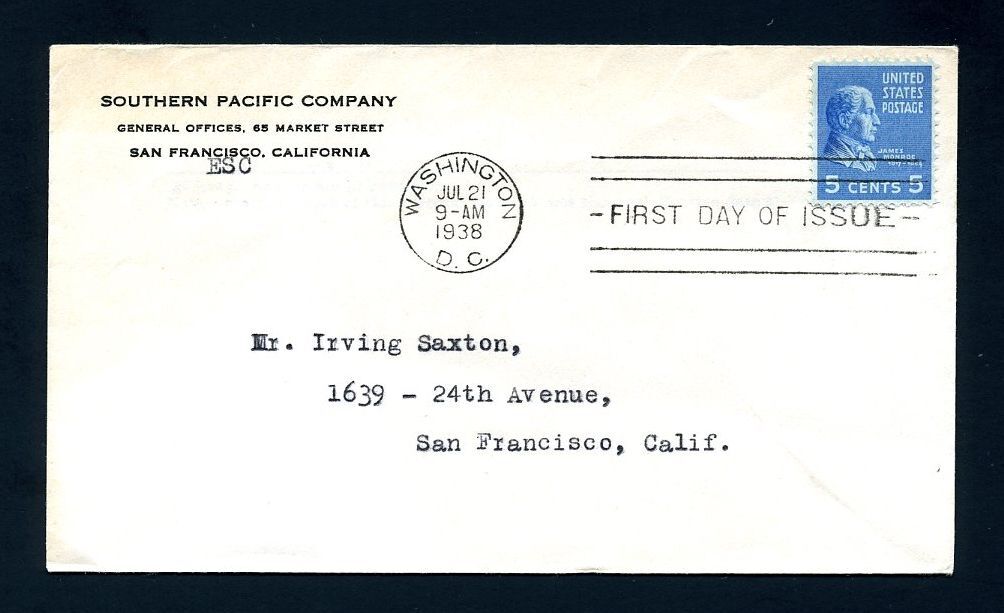 SOUTHERN PACIFIC COMPANY
GENERAL OFFICES, 65 MARKET STREET
SAN FRANCISCO, CALIFORNIA
ESC
WASHINGTON
JUL 21
9-AM
1938
D. C.
UNITED
STATES
POSTAGE
JAMES
MONROE
5 CENTS 5
-FIRST DAY OF ISSUE-
Mr. Irving Saxton,
1639 - 24th Avenue,
San Francisco, Calif.